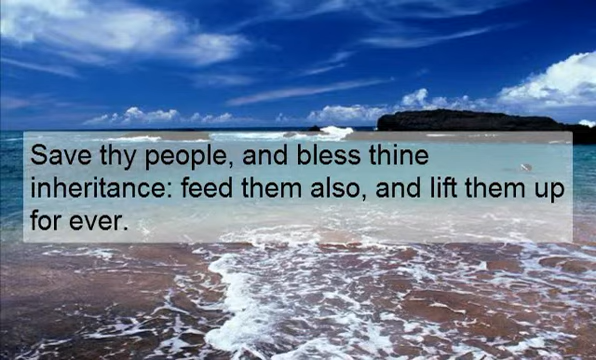 Save thy people, and bless thine
inheritance: feed them also, and lift them up
for ever.